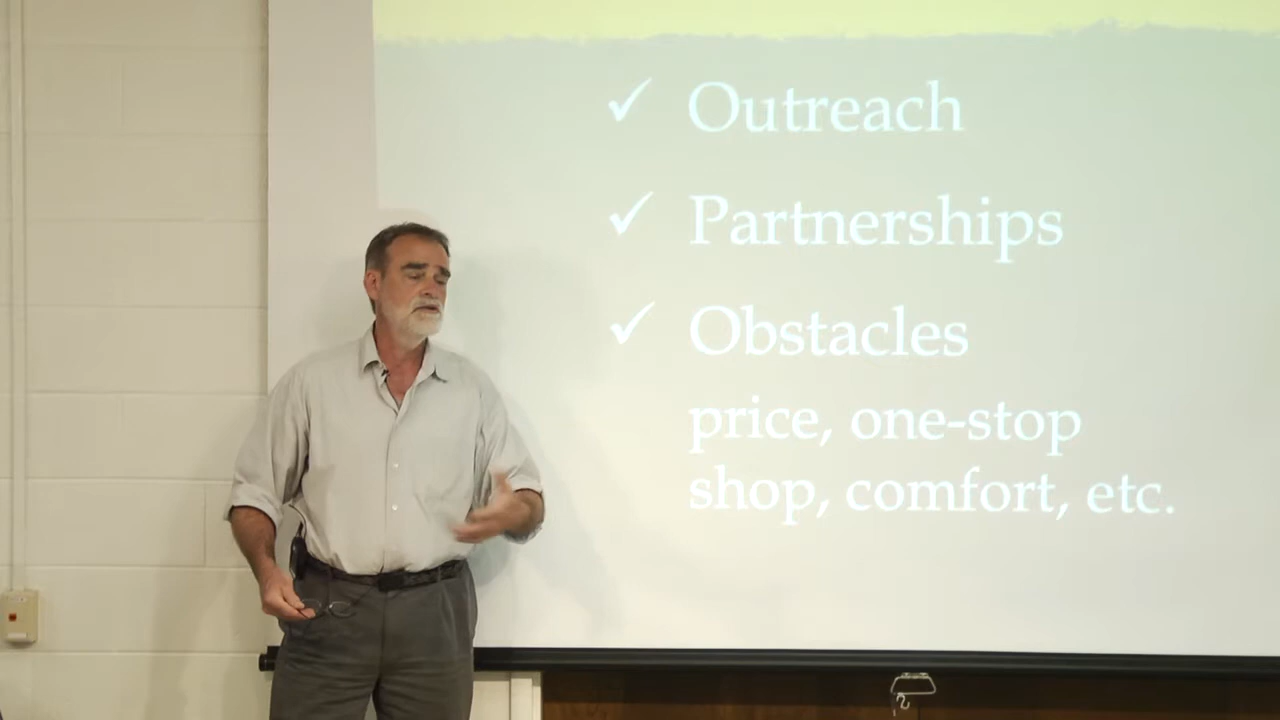 ✓ Outreach
✓ Partnerships
✓ Obstacles
price, one-stop
shop, comfort, etc.